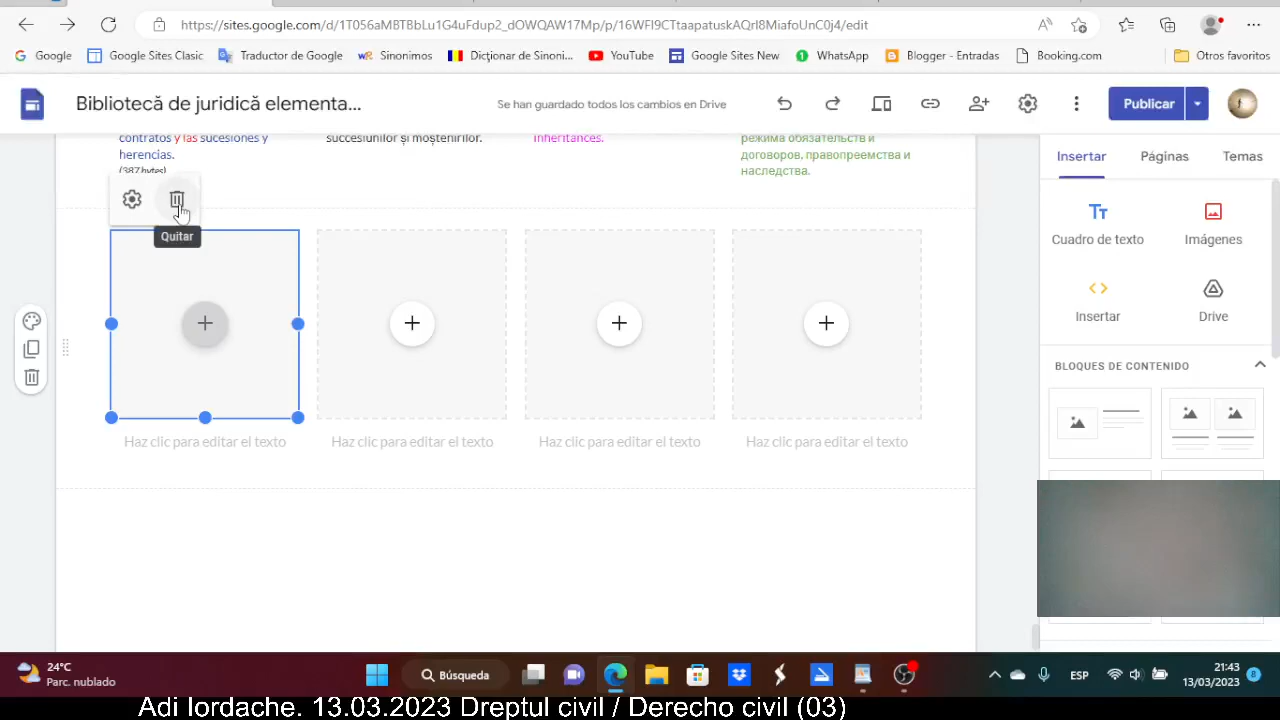 https://sites.google.com/d/1T056aM8TBbLu1G4uFdup2_dOWQAW17Mp/p/16WFI9CTtaapatuskAQrI8MiafoUnC0j4/edit
Google
Google Sites Clasic
Traductor de Google
Sinonimos
Dicționar de Sinoni...
YouTube
Google Sites New
WhatsApp
Blogger - Entradas
Booking.com
Otros favoritos
Bibliotecă de juridică elementa...
Se han guardado todos los cambios en Drive
Publicar
contratos y las sucesiones y
herencias.
(387 bytes)
succesiunilor și moștenirilor.
inheritances.
режима обязательств и
договоров, правопреемства и
наследства.
Insertar
Páginas
Temas
Quitar
Cuadro de texto
Imágenes
Insertar
Drive
BLOQUES DE CONTENIDO
Haz clic para editar el texto
Haz clic para editar el texto
Haz clic para editar el texto
Haz clic para editar el texto
24°C
Parc. nublado
Búsqueda
ESP
21:43
13/03/2023
8
Adi Iordache. 13.03.2023 Dreptul civil / Derecho civil (03)